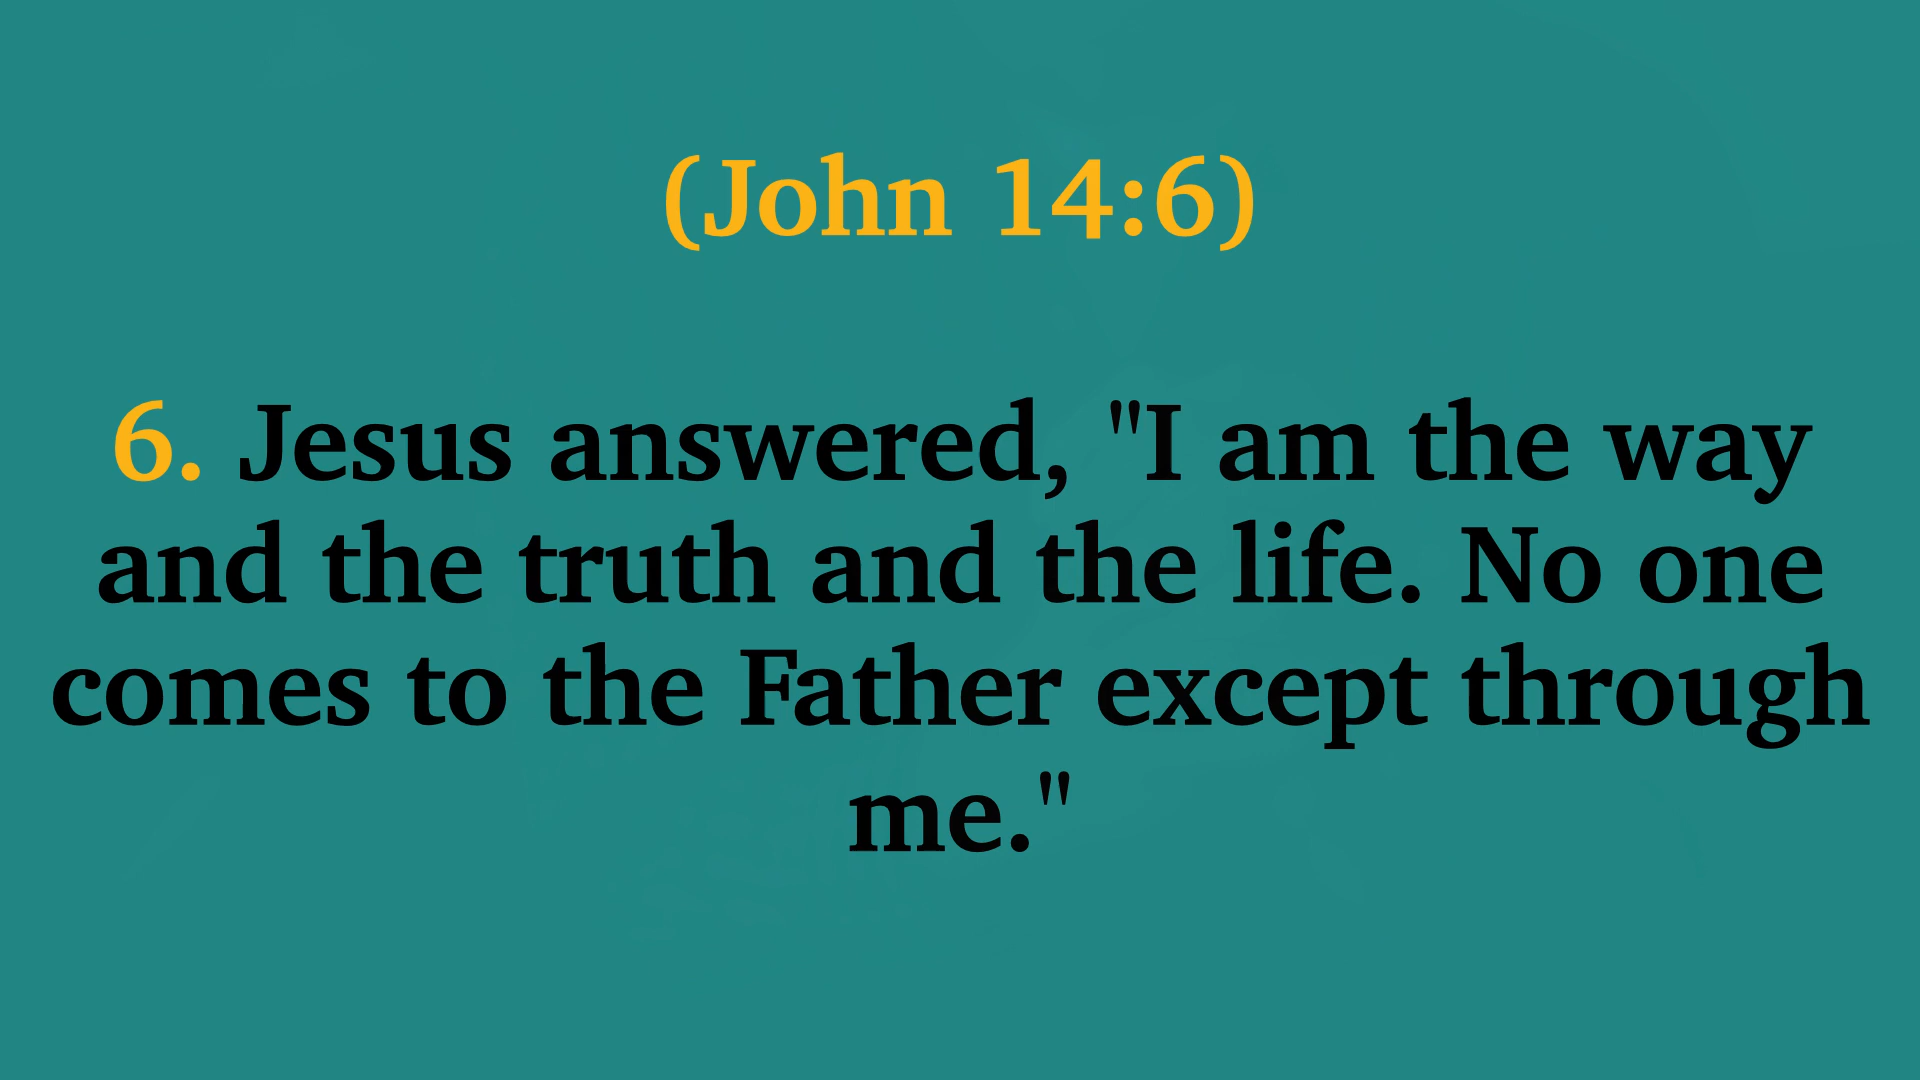 (John 14:6)
6. Jesus answered, "I am the way
and the truth and the life. No one
comes to the Father except through
me."